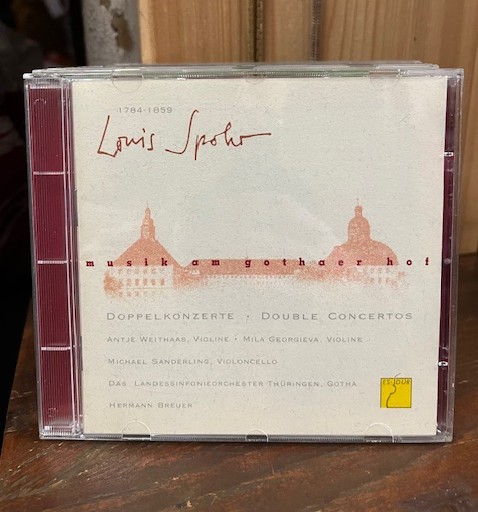 1784-1859
Louis Spohr
musik am gothaer hof
DOPPELKONZERTE · DOUBLE CONCERTOS
ANTJE WEITHAAS, VIOLINE · MILA GEORGIEVA, VIOLINE
MICHAEL SANDERLING, VIOLONCELLO
DAS LANDESSINFONIEORCHESTER THÜRINGEN, GOTHA
HERMANN BREUER
ES-DUR